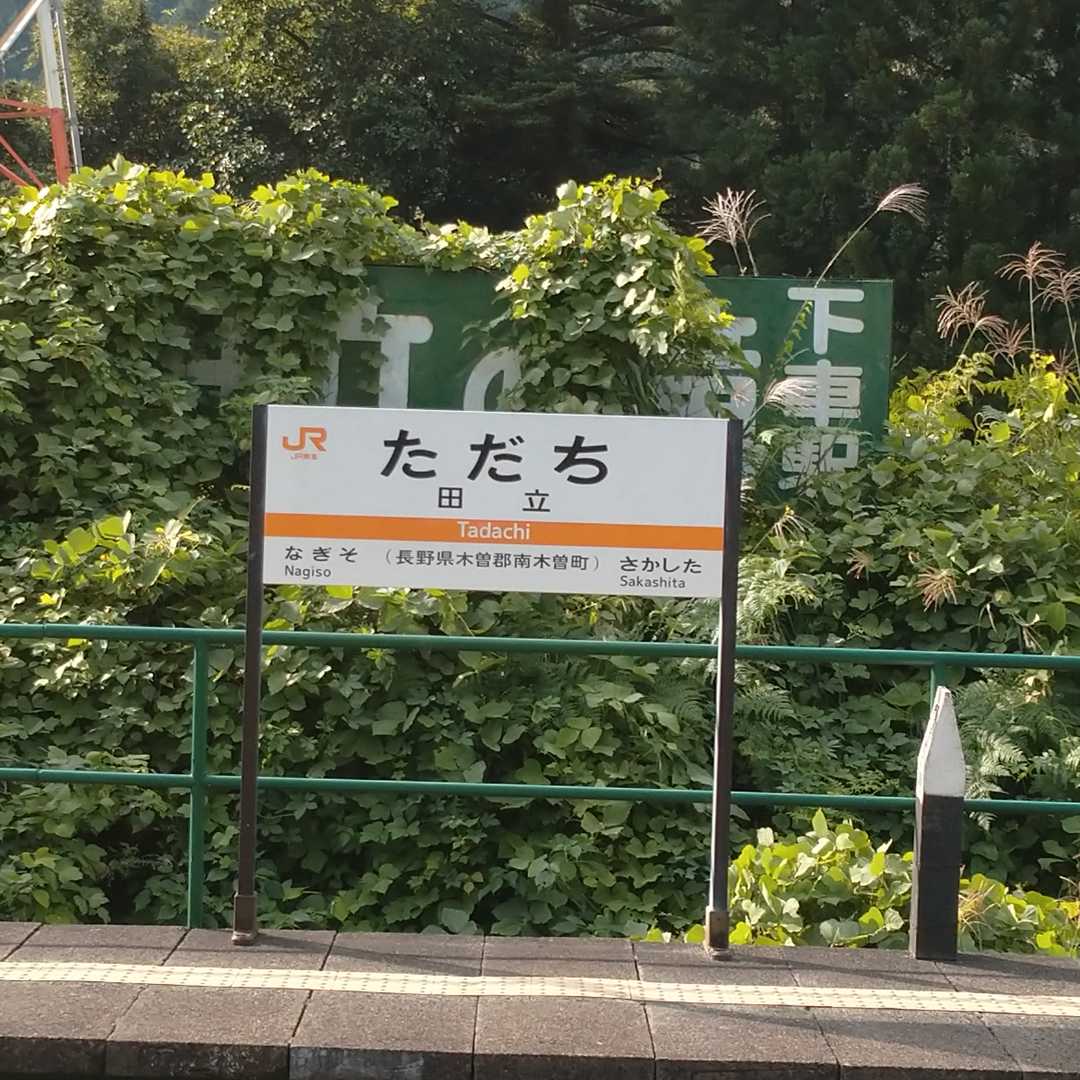 下車駅
JR
JR東海
ただち
田立
Tadachi
なぎそ
（長野県木曽郡南木曽町）
さかした
Nagiso
Sakashita